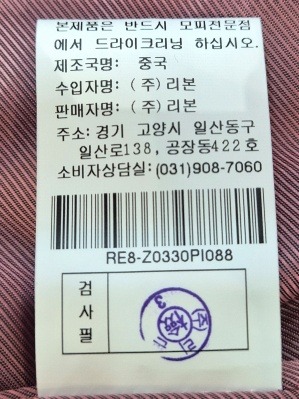 본제품은 반드시 모피전문점
에서 드라이크리닝 하십시오.
제조국명: 중국
수입자명: (주)리본
판매자명: (주)리본
주소: 경기 고양시 일산동구
일산로138, 공장동422호
소비자상담실: (031)908-7060
RE8-Z0330PI088
검사필
3